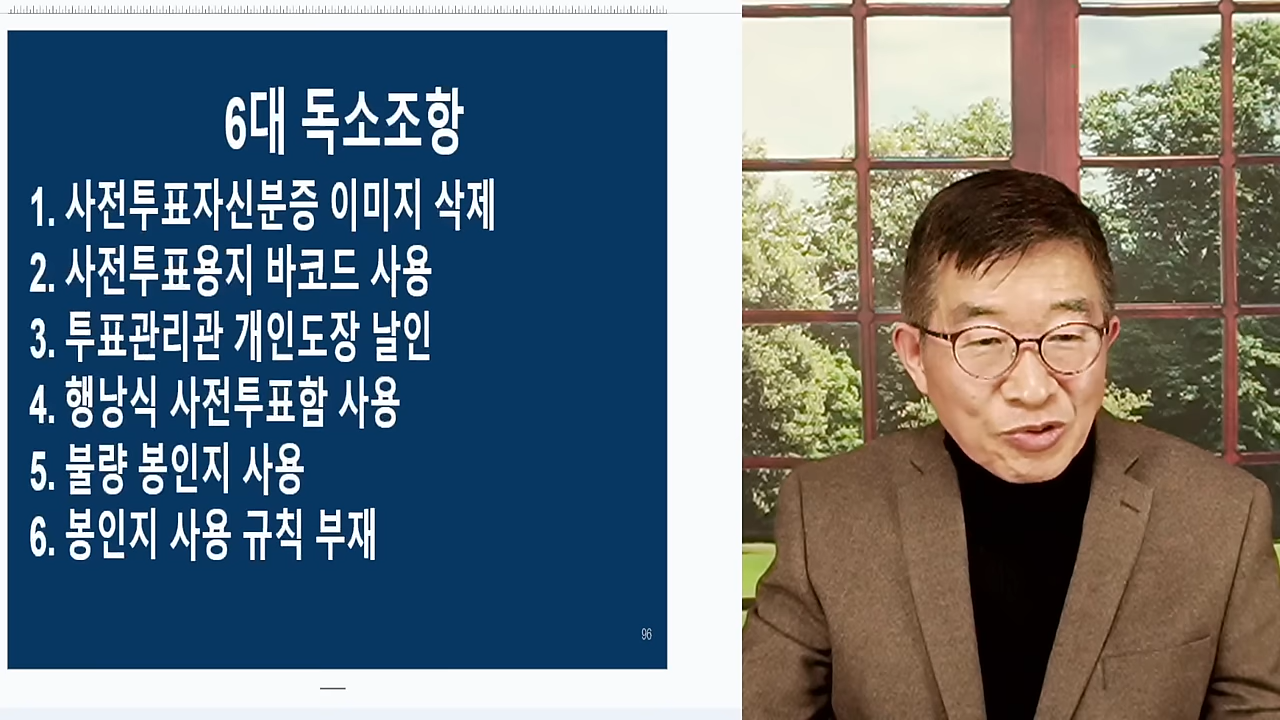 6대 독소조항
1. 사전투표자신분증 이미지 삭제
2. 사전투표용지 바코드 사용
3. 투표관리관 개인도장 날인
4. 행낭식 사전투표함 사용
5. 불량 봉인지 사용
6. 봉인지 사용 규칙 부재
96